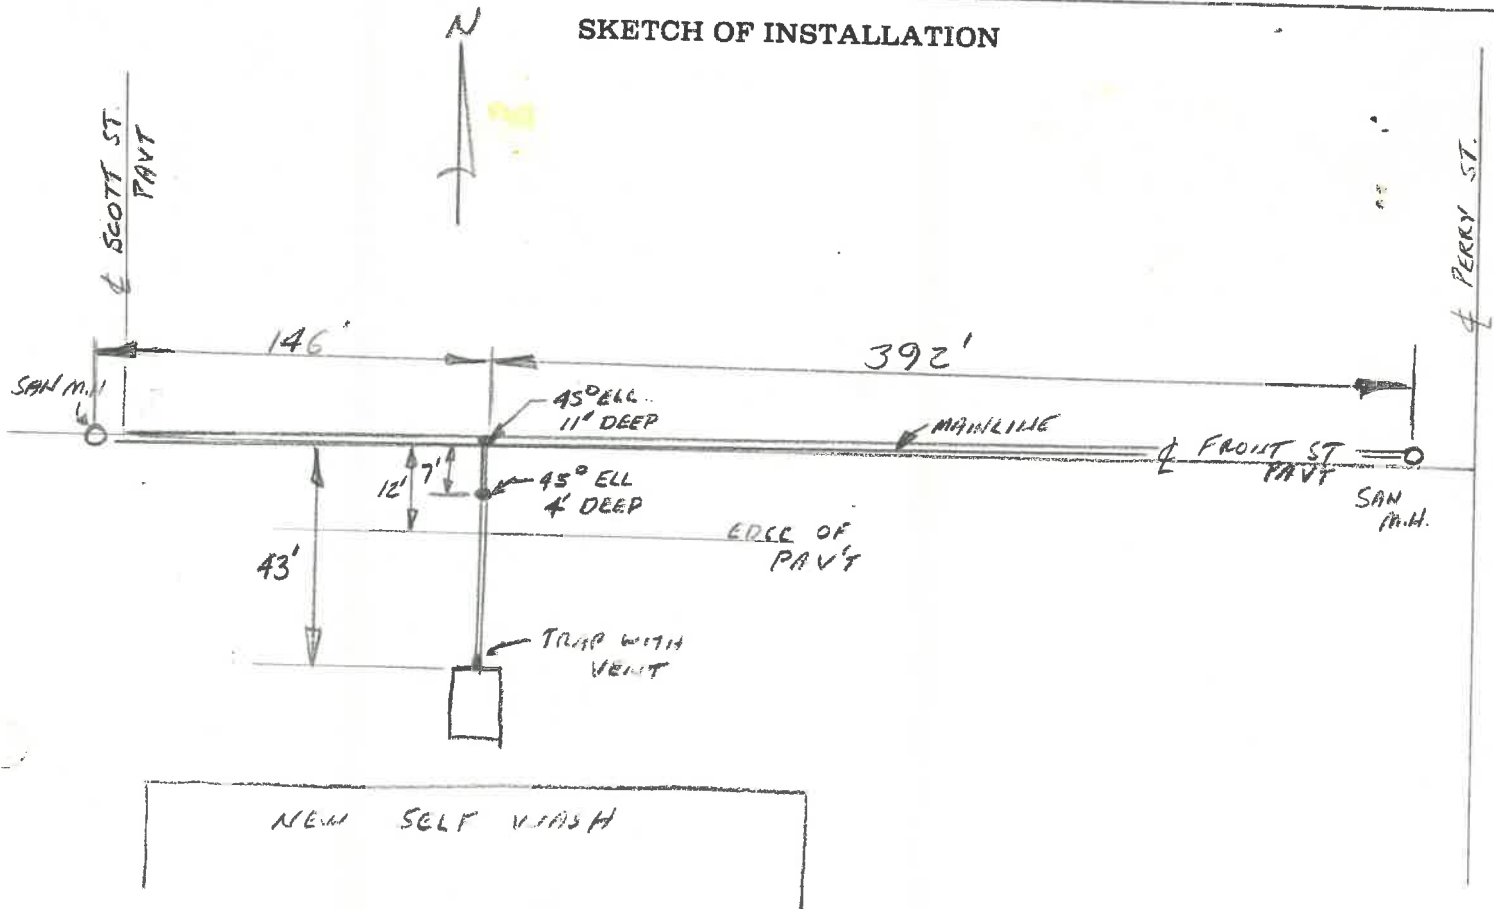 N
SKETCH OF INSTALLATION
℄ SCOTT ST.
PAVT
℄ PERRY ST.
146'
392'
SAN M.H
45° ELL
11' DEEP
MAINLINE
℄ FRONT ST
PAVT
SAN
M.H.
7'
12'
45° ELL
4' DEEP
EDGE OF
PAV'T
43'
TRAP WITH
VENT
NEW SELF WASH